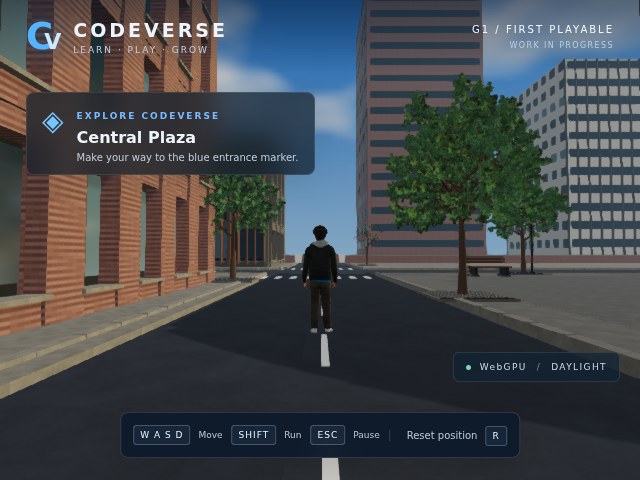 Cv CODEVERSE
LEARN · PLAY · GROW
G1 / FIRST PLAYABLE
WORK IN PROGRESS
EXPLORE CODEVERSE
Central Plaza
Make your way to the blue entrance marker.
WebGPU / DAYLIGHT
W A S D Move SHIFT Run ESC Pause | Reset position R